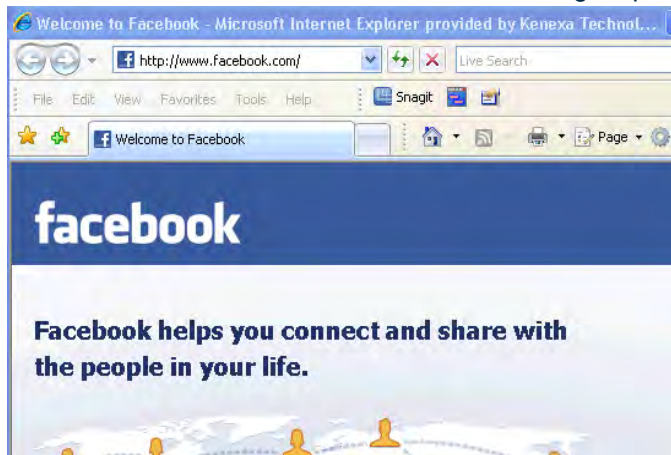 Welcome to Facebook - Microsoft Internet Explorer provided by Kenexa Technol...
http://www.facebook.com/
Live Search
File Edit View Favorites Tools Help
Snagit
Welcome to Facebook
Page
facebook
Facebook helps you connect and share with
the people in your life.